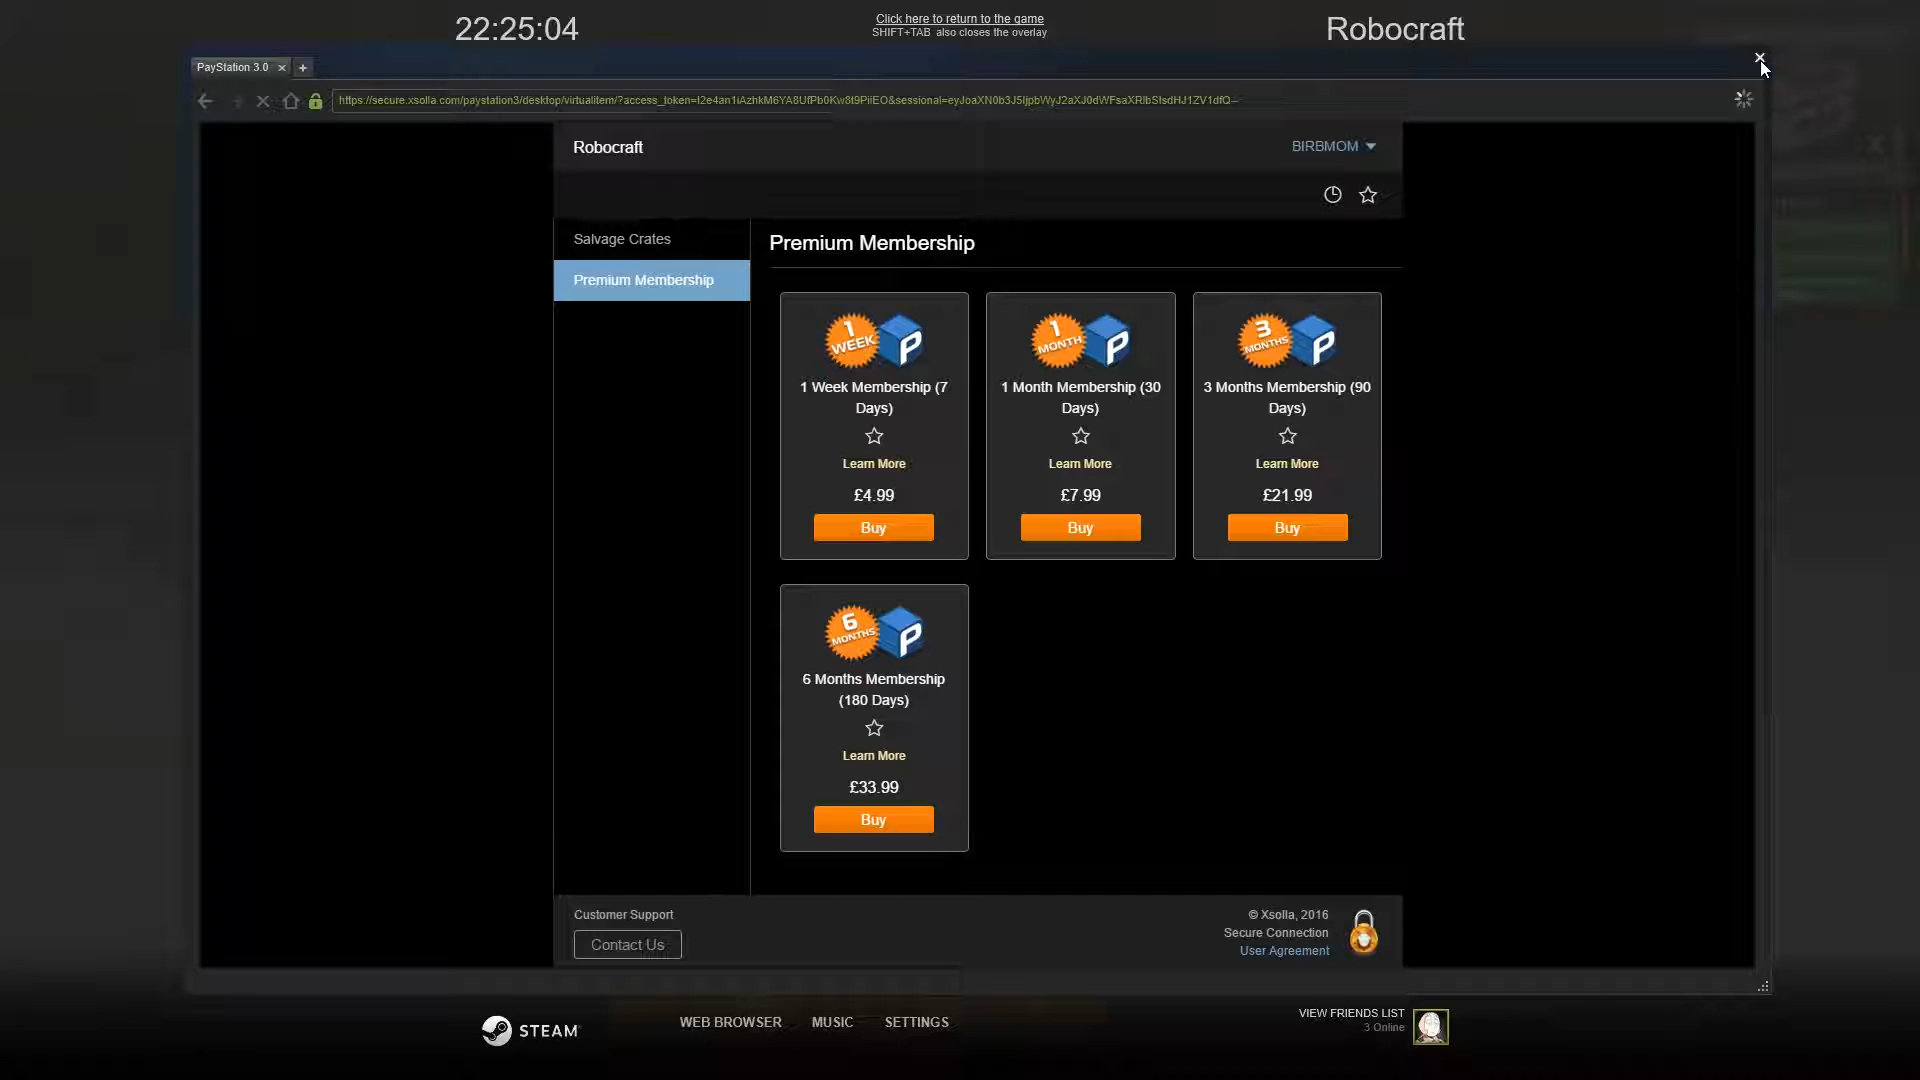 22:25:04
Click here to return to the game
SHIFT+TAB also closes the overlay
Robocraft
PayStation 3.0
Robocraft
BIRBMOM
Salvage Crates
Premium Membership
Premium Membership
1 WEEK
P
1 Week Membership (7
Days)
Learn More
£4.99
Buy
1 MONTH
P
1 Month Membership (30
Days)
Learn More
£7.99
Buy
3 MONTHS
P
3 Months Membership (90
Days)
Learn More
£21.99
Buy
6 MONTHS
P
6 Months Membership
(180 Days)
Learn More
£33.99
Buy
Customer Support
Contact Us
© Xsolla, 2016
Secure Connection
User Agreement
STEAM
WEB BROWSER
MUSIC
SETTINGS
VIEW FRIENDS LIST
3 Online